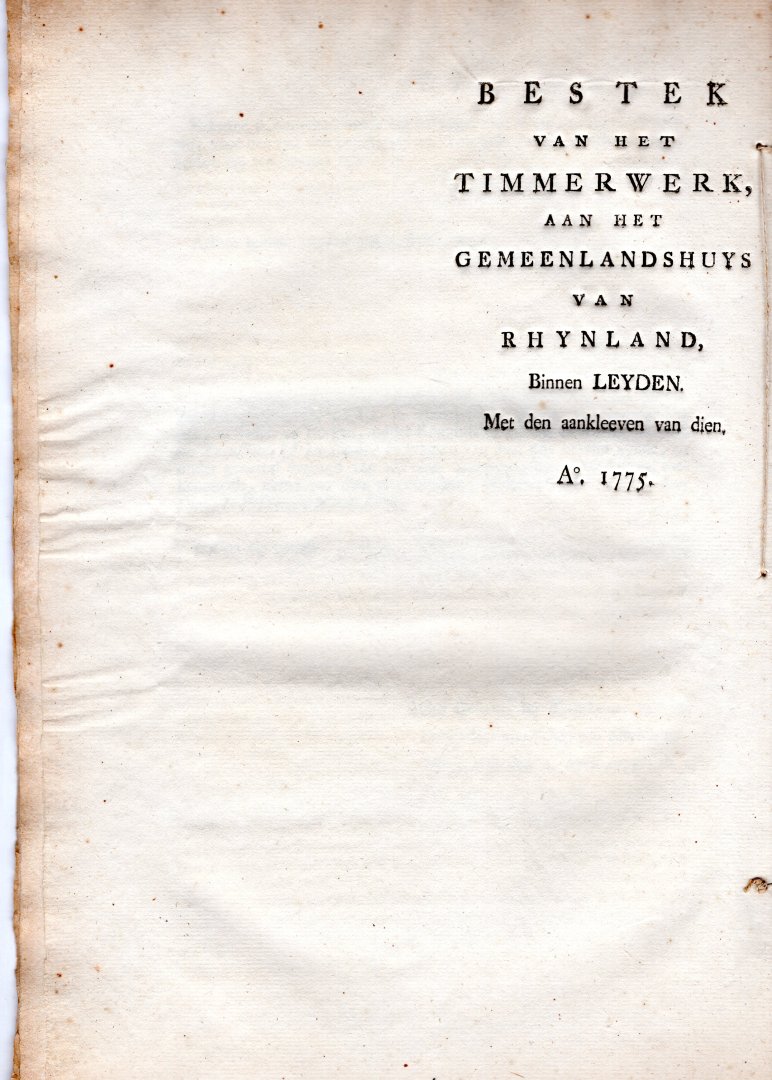 BESTEK
VAN HET
TIMMERWERK,
AAN HET
GEMEENLANDSHUYS
VAN
RHYNLAND,
Binnen LEYDEN.
Met den aankleeven van dien.
A°. 1775.